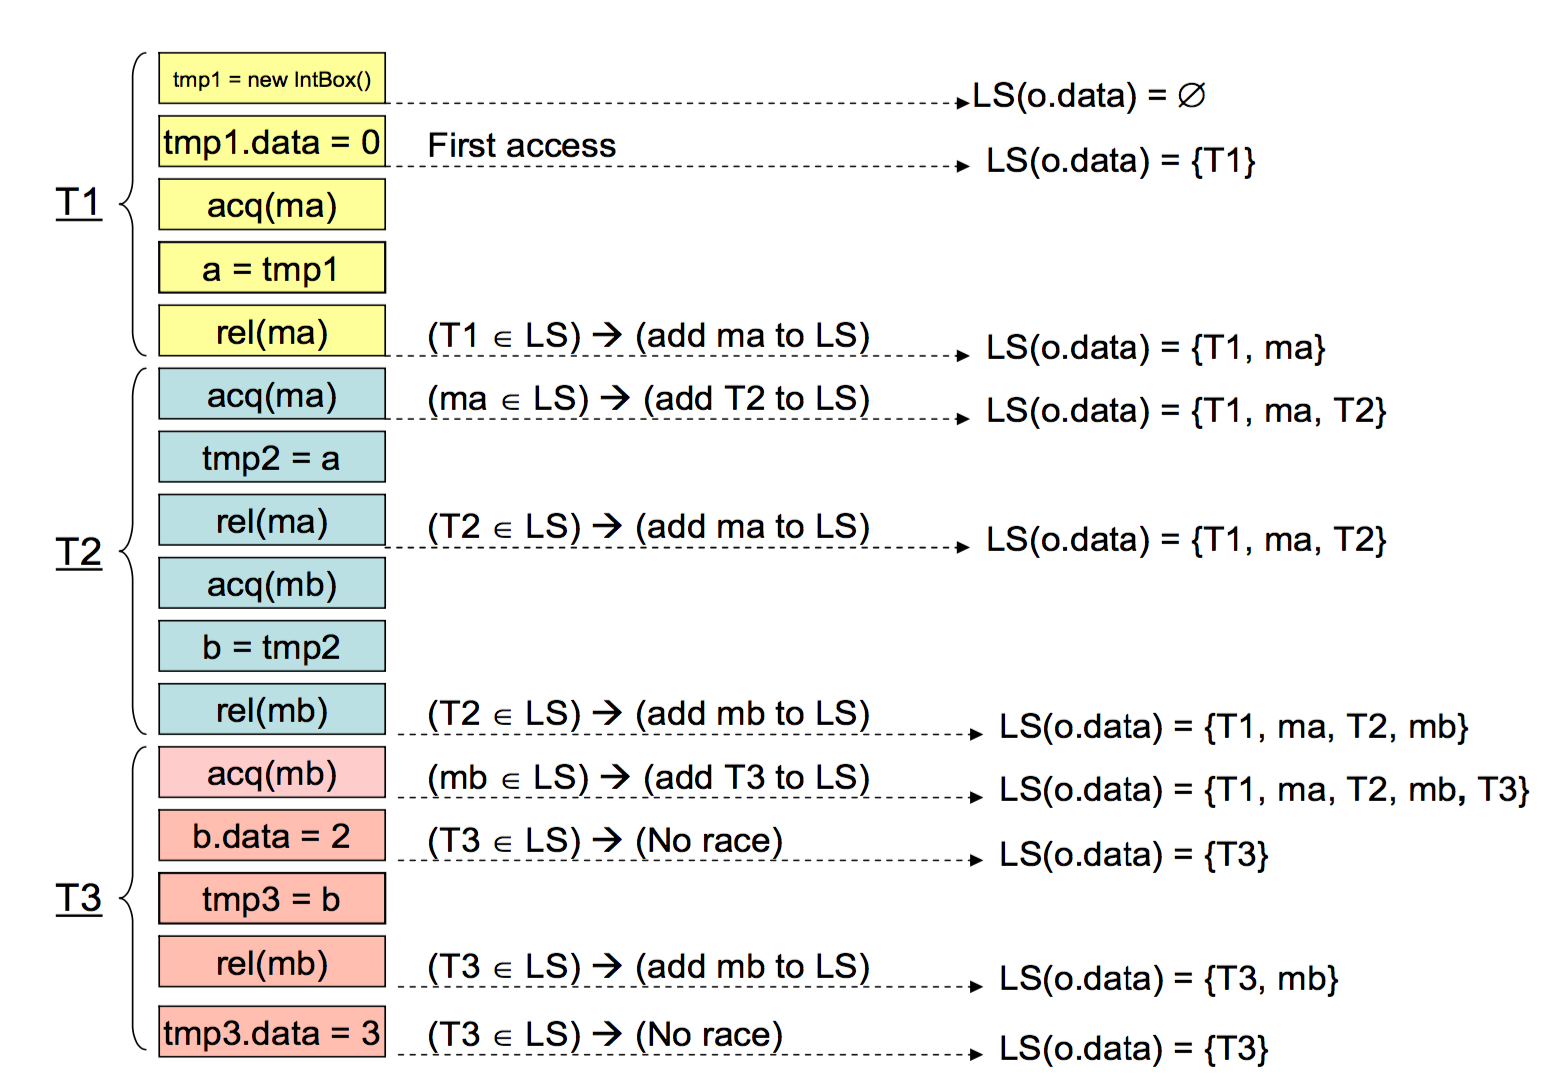 tmp1 = new IntBox()
LS(o.data) = ∅
tmp1.data = 0 First access LS(o.data) = {T1}
T1 acq(ma)
a = tmp1
rel(ma) (T1 ∈ LS) → (add ma to LS) LS(o.data) = {T1, ma}
acq(ma) (ma ∈ LS) → (add T2 to LS) LS(o.data) = {T1, ma, T2}
tmp2 = a
rel(ma) (T2 ∈ LS) → (add ma to LS) LS(o.data) = {T1, ma, T2}
T2 acq(mb)
b = tmp2
rel(mb) (T2 ∈ LS) → (add mb to LS) LS(o.data) = {T1, ma, T2, mb}
acq(mb) (mb ∈ LS) → (add T3 to LS) LS(o.data) = {T1, ma, T2, mb, T3}
b.data = 2 (T3 ∈ LS) → (No race) LS(o.data) = {T3}
T3 tmp3 = b
rel(mb) (T3 ∈ LS) → (add mb to LS) LS(o.data) = {T3, mb}
tmp3.data = 3 (T3 ∈ LS) → (No race) LS(o.data) = {T3}